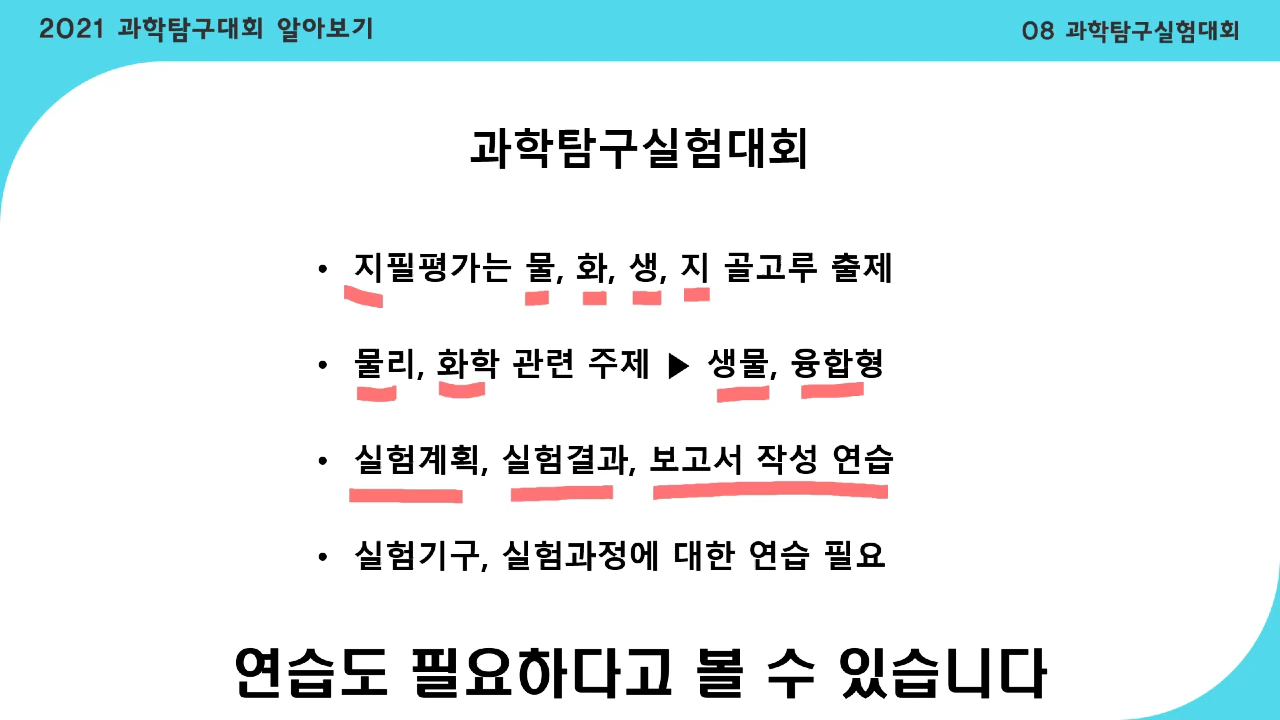 2021 과학탐구대회 알아보기
08 과학탐구실험대회
과학탐구실험대회
• 지필평가는 물, 화, 생, 지 골고루 출제
• 물리, 화학 관련 주제 ▶ 생물, 융합형
• 실험계획, 실험결과, 보고서 작성 연습
• 실험기구, 실험과정에 대한 연습 필요
연습도 필요하다고 볼 수 있습니다